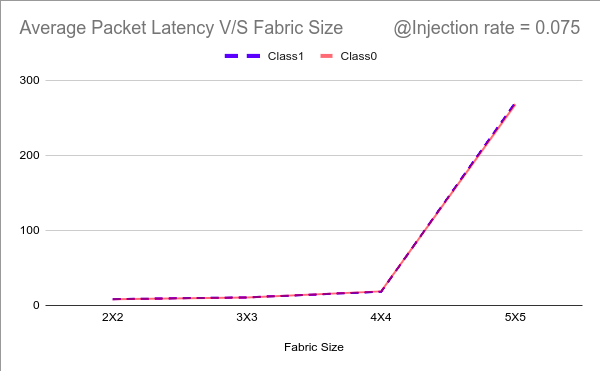 Average Packet Latency V/S Fabric Size @Injection rate = 0.075
Class1 Class0
300
200
100
0
2X2 3X3 4X4 5X5
Fabric Size